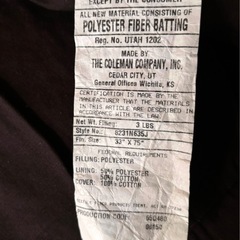 EXCEPT BY THE CONSUMER
ALL NEW MATERIAL CONSISTING OF
POLYESTER FIBER BATTING
Reg. No. UTAH 1202
MADE BY
THE COLEMAN COMPANY, INC.
CEDAR CITY, UT
General Offices Wichita, KS
CERTIFICATION IS MADE BY THE
MANUFACTURER THAT THE MATERIALS
IN THIS ARTICLE ARE DESCRIBED IN
ACCORDANCE WITH LAW.
Net Wt. Filling: 3 LBS
Style No: 8231N635J
Fin. Size: 33" X 75"
FEDERAL REQUIREMENTS:
FILLING: POLYESTER
LINING: 50% POLYESTER
50% COTTON
COVER: 100% COTTON
PRODUCTION CODE: